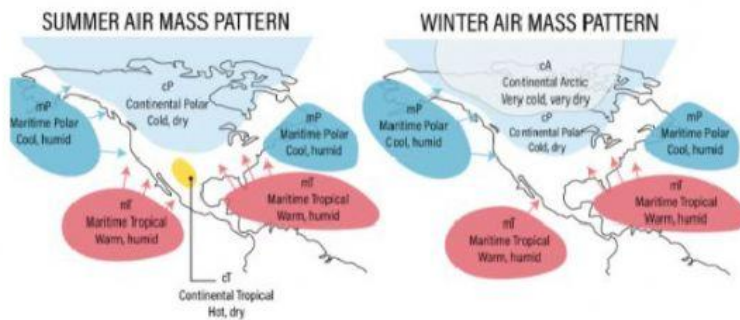 SUMMER AIR MASS PATTERN
cP
Continental Polar
Cold, dry
mP
Maritime Polar
Cool, humid
mP
Maritime Polar
Cool, humid
mT
Maritime Tropical
Warm, humid
mT
Maritime Tropical
Warm, humid
cT
Continental Tropical
Hot, dry
WINTER AIR MASS PATTERN
cA
Continental Arctic
Very cold, very dry
cP
Continental Polar
Cold, dry
mP
Maritime Polar
Cool, humid
mP
Maritime Polar
Cool, humid
mT
Maritime Tropical
Warm, humid
mT
Maritime Tropical
Warm, humid